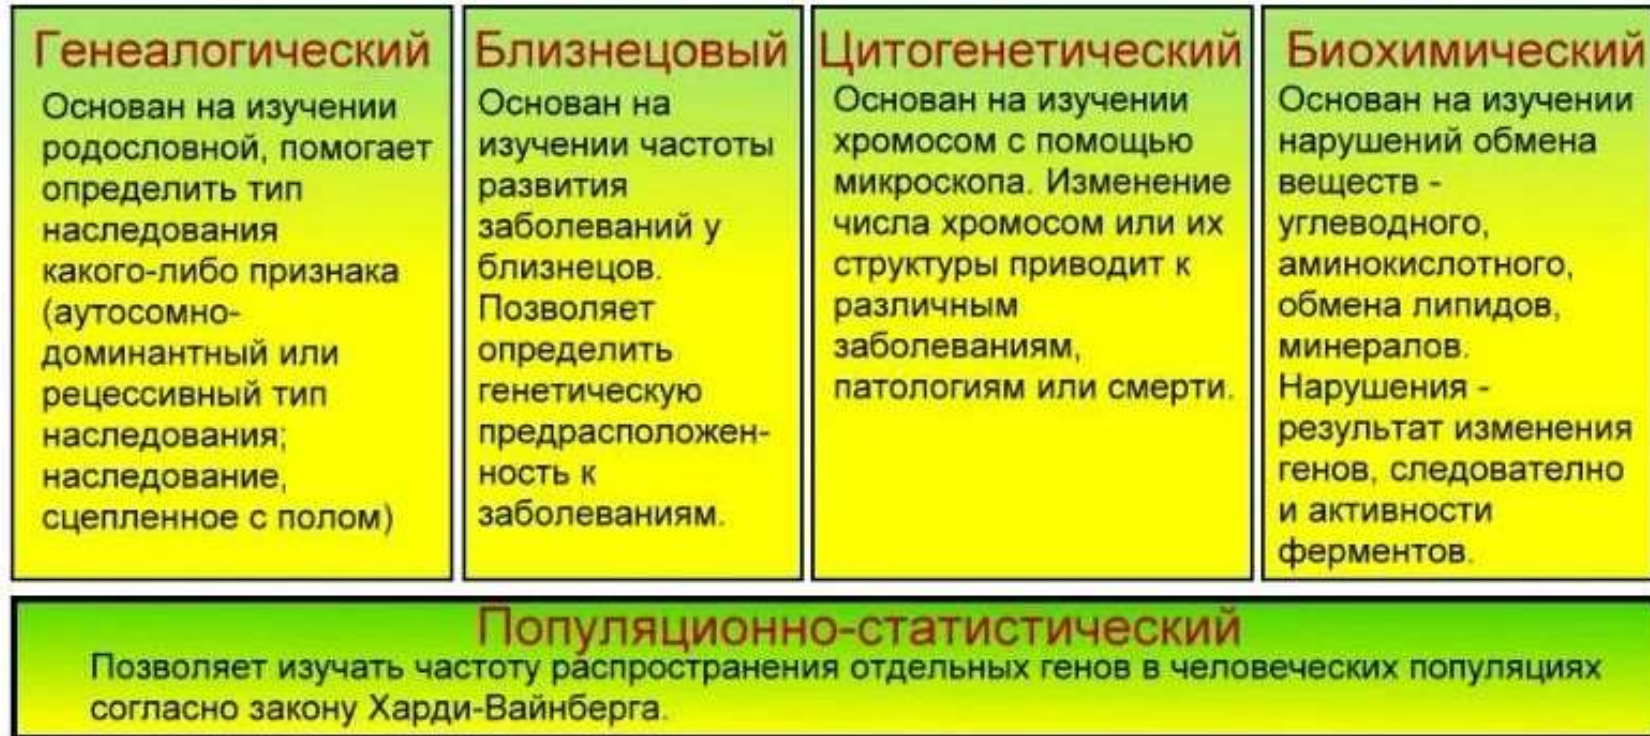 Генеалогический
Основан на изучении
родословной, помогает
определить тип
наследования
какого-либо признака
(аутосомно-
доминантный или
рецессивный тип
наследования;
наследование,
сцепленное с полом)
Близнецовый
Основан на
изучении частоты
развития
заболеваний у
близнецов.
Позволяет
определить
генетическую
предрасположен-
ность к
заболеваниям.
Цитогенетический
Основан на изучении
хромосом с помощью
микроскопа. Изменение
числа хромосом или их
структуры приводит к
различным
заболеваниям,
патологиям или смерти.
Биохимический
Основан на изучении
нарушений обмена
веществ -
углеводного,
аминокислотного,
обмена липидов,
минералов.
Нарушения -
результат изменения
генов, следователно
и активности
ферментов.
Популяционно-статистический
Позволяет изучать частоту распространения отдельных генов в человеческих популяциях
согласно закону Харди-Вайнберга.